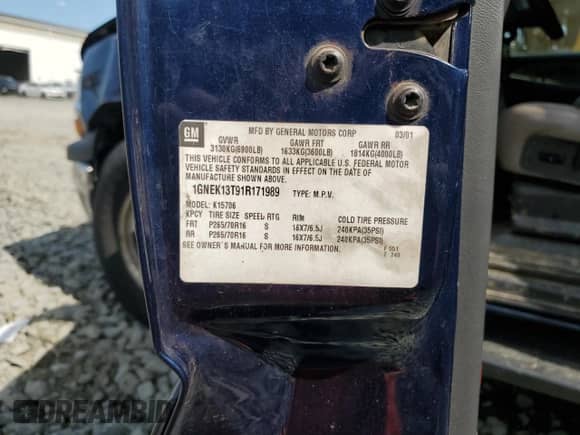 GM
MFD BY GENERAL MOTORS CORP 03/01
GVWR GAWR FRT GAWR RR
3130KG(6900LB) 1633KG(3600LB) 1814KG(4000LB)
THIS VEHICLE CONFORMS TO ALL APPLICABLE U.S. FEDERAL MOTOR
VEHICLE SAFETY STANDARDS IN EFFECT ON THE DATE OF
MANUFACTURE SHOWN ABOVE.
1GNEK13T91R171989 TYPE: M.P.V.
MODEL: K15706
KPCY TIRE SIZE SPEED RTG RIM COLD TIRE PRESSURE
FRT P265/70R16 S 16X7/6.5J 240KPA(35PSI)
RR P265/70R16 S 16X7/6.5J 240KPA(35PSI)
SEE OWNER'S MANUAL FOR MORE INFORMATION.
DREAMBID